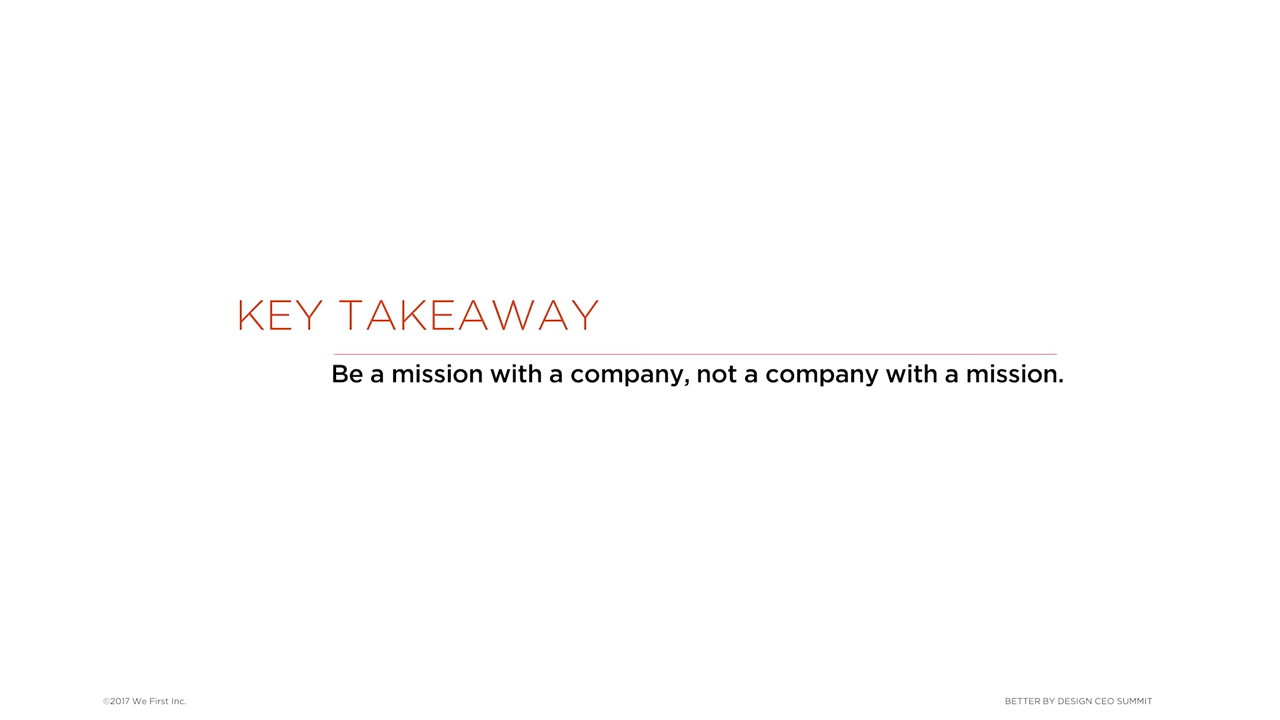 KEY TAKEAWAY
Be a mission with a company, not a company with a mission.
©2017 We First Inc.
BETTER BY DESIGN CEO SUMMIT